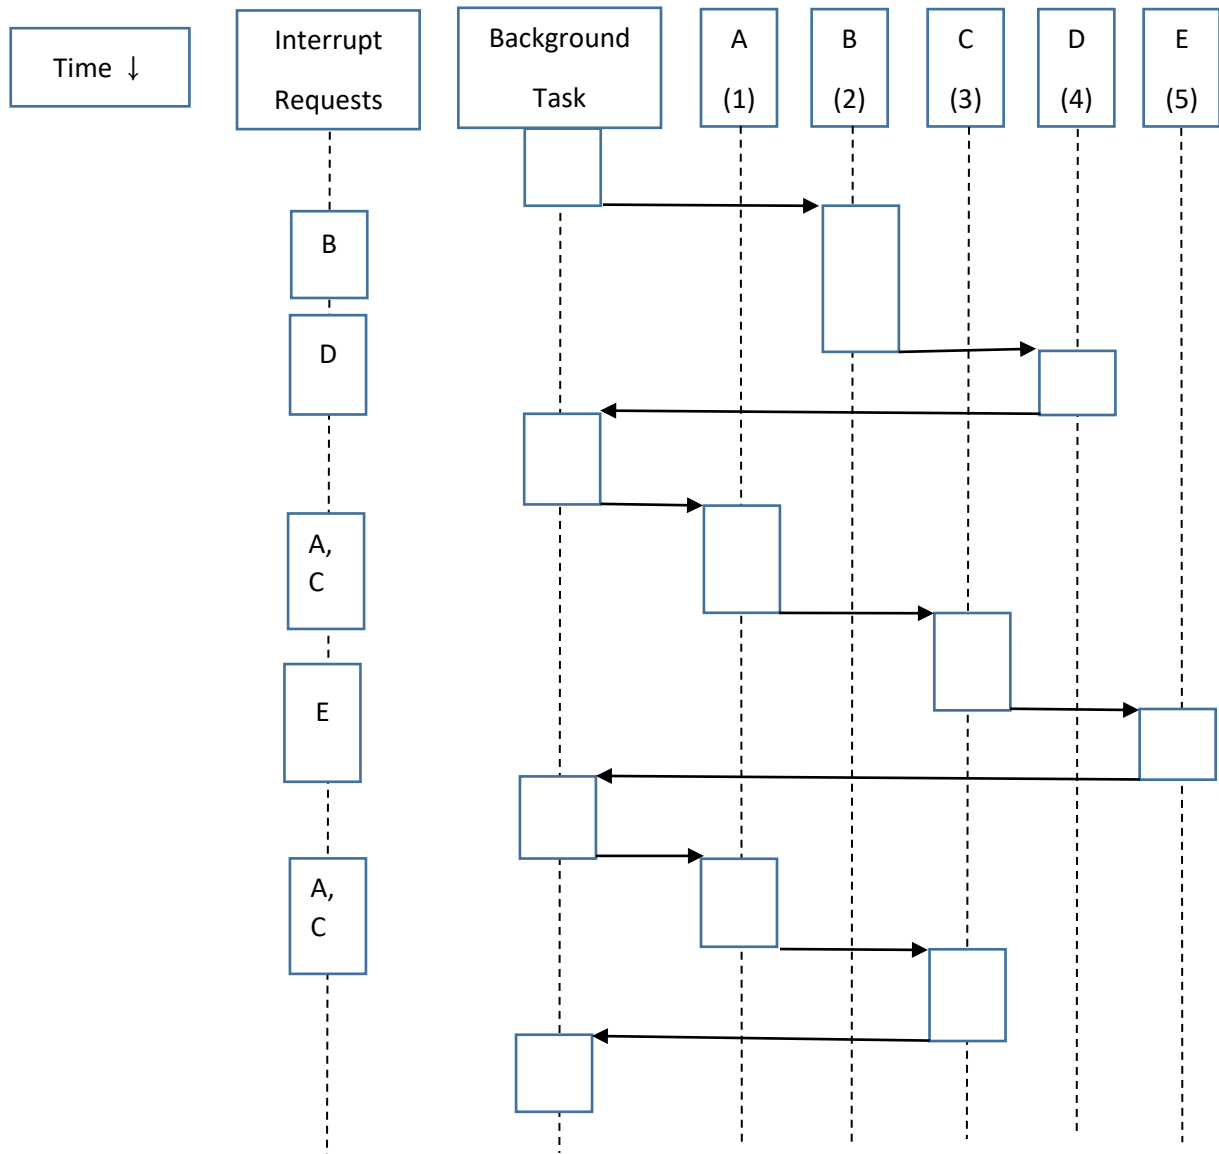 Time ↓
Interrupt
Requests
Background
Task
A
(1)
B
(2)
C
(3)
D
(4)
E
(5)
B
D
A,
C
E
A,
C